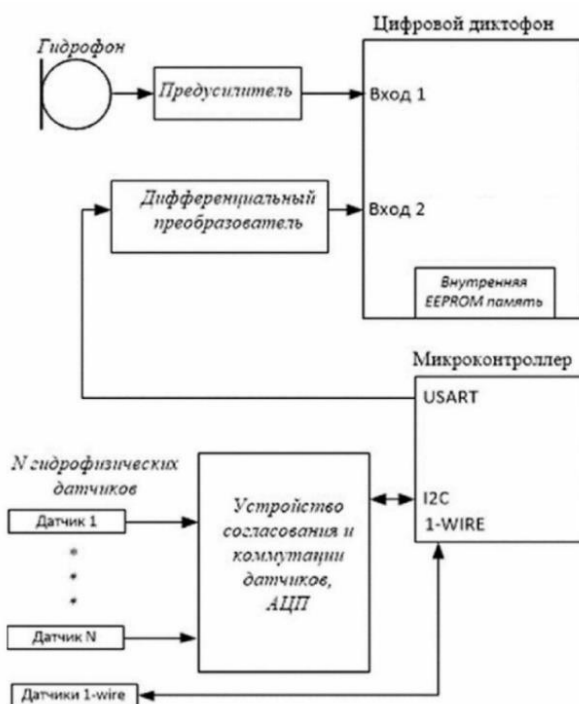 Цифровой диктофон
Гидрофон
Предусилитель
Вход 1
Дифференциальный
преобразователь
Вход 2
Внутренняя
EEPROM память
Микроконтроллер
USART
N гидрофизических
датчиков
Датчик 1
*
*
*
Датчик N
Устройство
согласования и
коммутации
датчиков,
АЦП
I2C
1-WIRE
Датчики 1-wire